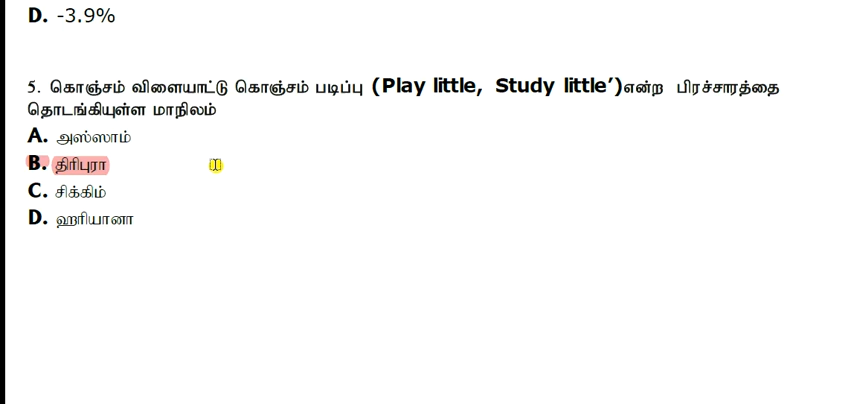 D. -3.9%
5. கொஞ்சம் விளையாட்டு கொஞ்சம் படிப்பு (Play little, Study little')என்ற பிரச்சாரத்தை
தொடங்கியுள்ள மாநிலம்
A. அஸ்ஸாம்
B. திரிபுரா
C. சிக்கிம்
D. ஹரியானா